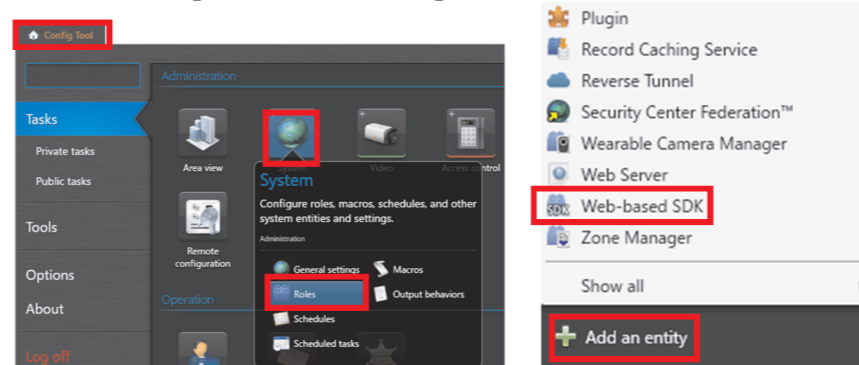 Config Tool
Administration
Tasks
Private tasks
Public tasks
Tools
Options
About
Log off
Area view
System
Video
Access control
Remote
configuration
Operation
System
Configure roles, macros, schedules, and other
system entities and settings.
Administration
General settings
Macros
Roles
Output behaviors
Schedules
Scheduled tasks
Plugin
Record Caching Service
Reverse Tunnel
Security Center Federation™
Wearable Camera Manager
Web Server
SDK Web-based SDK
Zone Manager
Show all
Add an entity